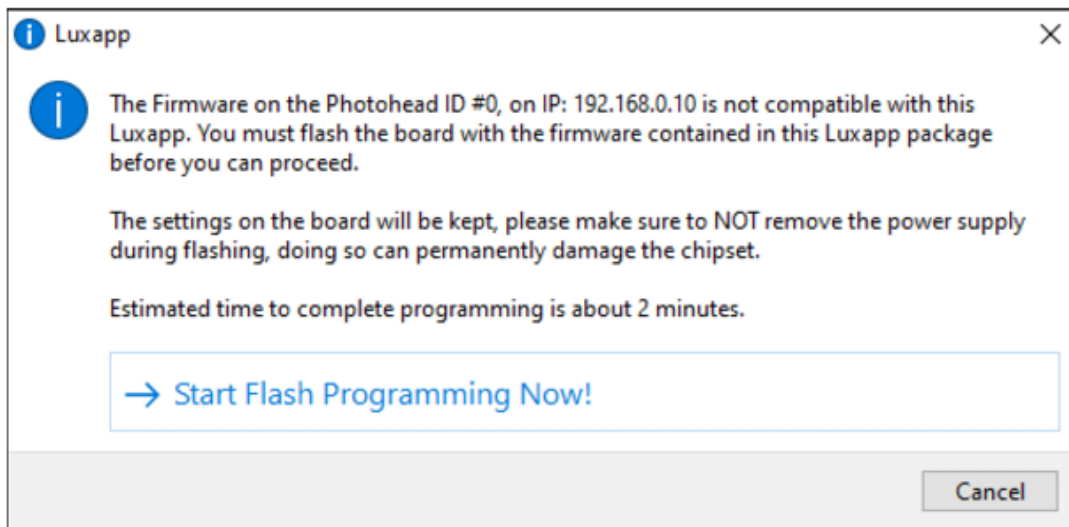 Luxapp
The Firmware on the Photohead ID #0, on IP: 192.168.0.10 is not compatible with this
Luxapp. You must flash the board with the firmware contained in this Luxapp package
before you can proceed.
The settings on the board will be kept, please make sure to NOT remove the power supply
during flashing, doing so can permanently damage the chipset.
Estimated time to complete programming is about 2 minutes.
→ Start Flash Programming Now!
Cancel